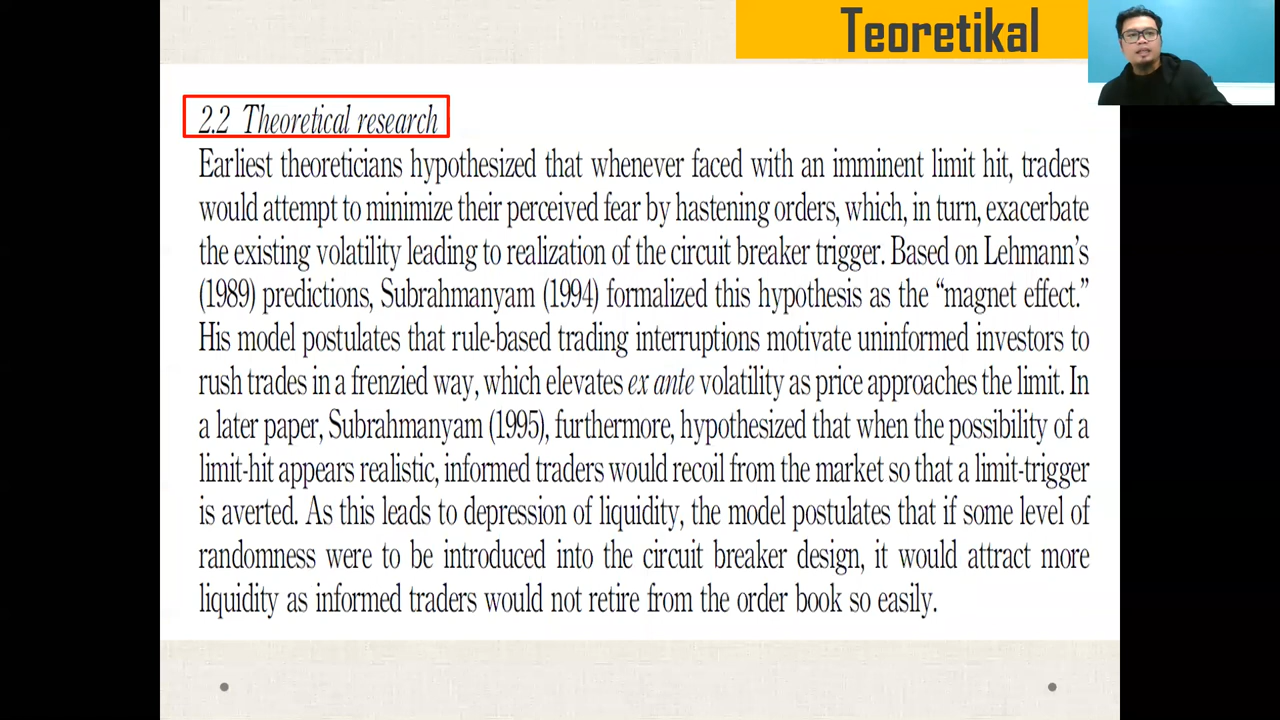 Teoretikal
2.2 Theoretical research
Earliest theoreticians hypothesized that whenever faced with an imminent limit hit, traders
would attempt to minimize their perceived fear by hastening orders, which, in turn, exacerbate
the existing volatility leading to realization of the circuit breaker trigger. Based on Lehmann's
(1989) predictions, Subrahmanyam (1994) formalized this hypothesis as the “magnet effect.”
His model postulates that rule-based trading interruptions motivate uninformed investors to
rush trades in a frenzied way, which elevates ex ante volatility as price approaches the limit. In
a later paper, Subrahmanyam (1995), furthermore, hypothesized that when the possibility of a
limit-hit appears realistic, informed traders would recoil from the market so that a limit-trigger
is averted. As this leads to depression of liquidity, the model postulates that if some level of
randomness were to be introduced into the circuit breaker design, it would attract more
liquidity as informed traders would not retire from the order book so easily.